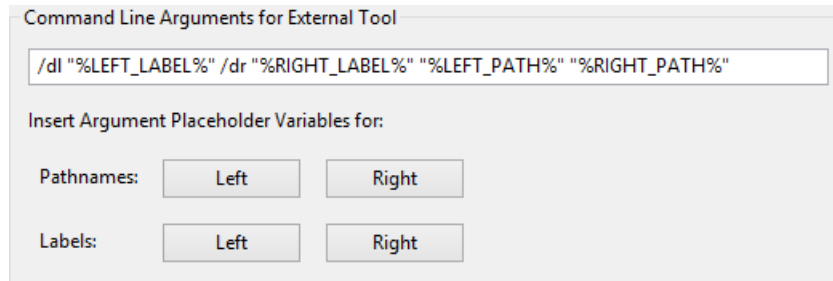 Command Line Arguments for External Tool
/dl "%LEFT_LABEL%" /dr "%RIGHT_LABEL%" "%LEFT_PATH%" "%RIGHT_PATH%"
Insert Argument Placeholder Variables for:
Pathnames: Left Right
Labels: Left Right